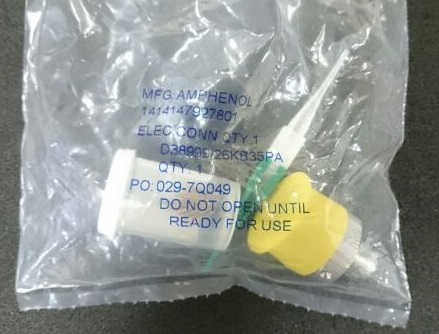 MFG AMPHENOL
1414147927801
ELEC CONN QTY 1
D38999/26KB35PA
QTY: 1
PO: 029-7Q049
DO NOT OPEN UNTIL
READY FOR USE